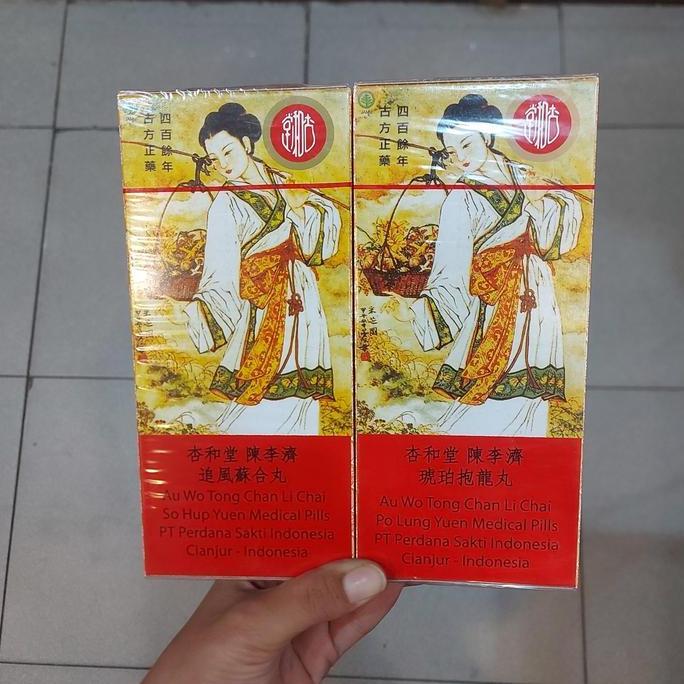 四百餘年
古方正藥
杏和堂 陳李濟
追風蘇合丸
Au Wo Tong Chan Li Chai
So Hup Yuen Medical Pills
PT Perdana Sakti Indonesia
Cianjur - Indonesia
四百餘年
古方正藥
杏和堂 陳李濟
琥珀抱龍丸
Au Wo Tong Chan Li Chai
Po Lung Yuen Medical Pills
PT Perdana Sakti Indonesia
Cianjur - Indonesia